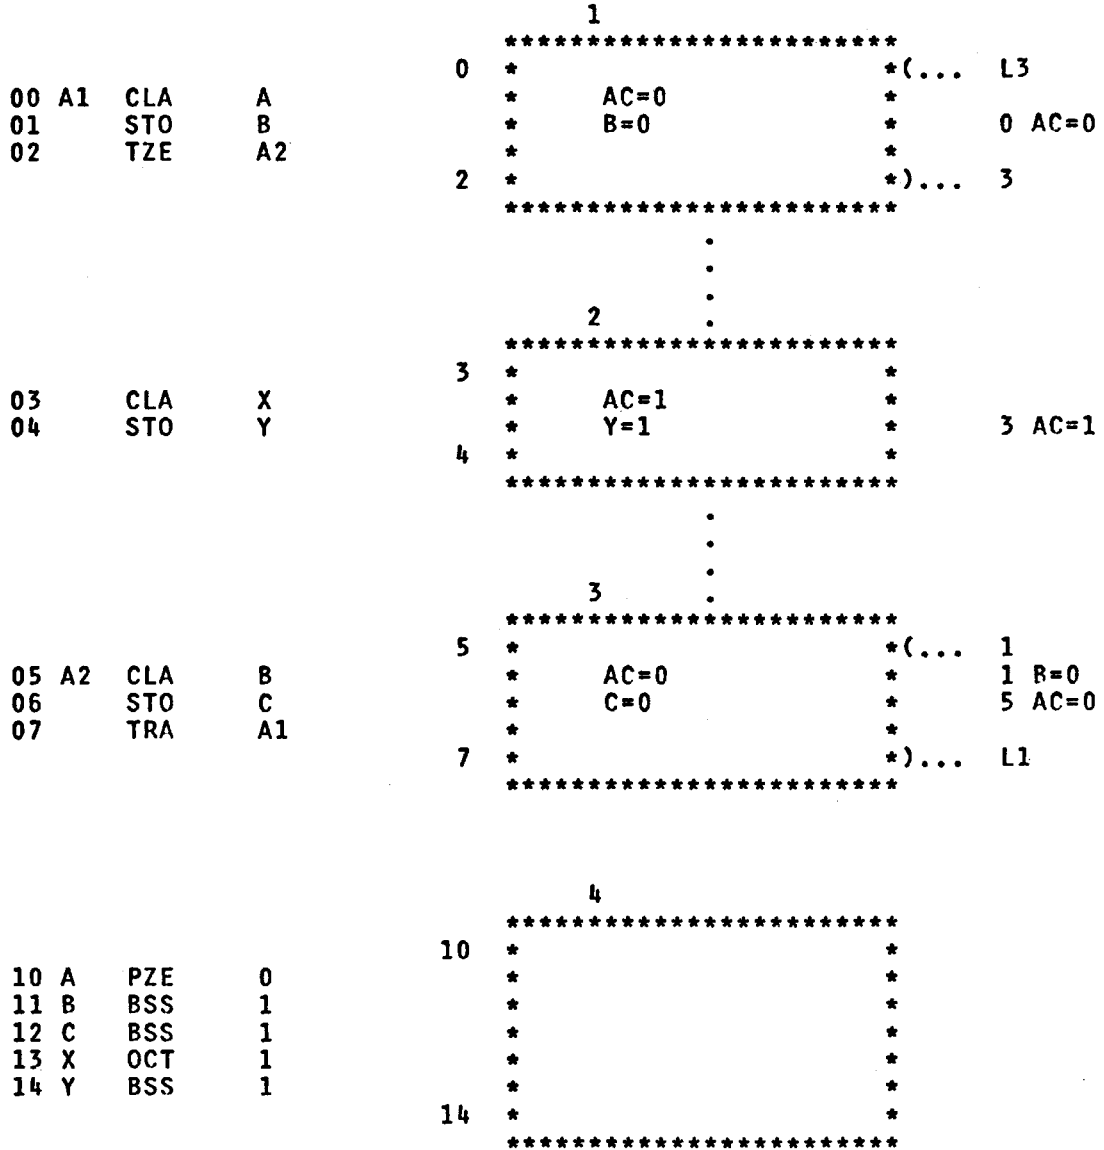 1
************************
0 * *(... L3
00 A1 CLA A * AC=0 *
01 STO B * B=0 * 0 AC=0
02 TZE A2 * *
2 * *)... 3
************************
.
.
.
2 .
************************
3 * *
03 CLA X * AC=1 *
04 STO Y * Y=1 * 3 AC=1
4 * *
************************
.
.
.
3 .
************************
5 * *(... 1
05 A2 CLA B * AC=0 * 1 B=0
06 STO C * C=0 * 5 AC=0
07 TRA A1 * *
7 * *)... L1
************************
4
************************
10 * *
10 A PZE 0 * *
11 B BSS 1 * *
12 C BSS 1 * *
13 X OCT 1 * *
14 Y BSS 1 * *
14 * *
************************